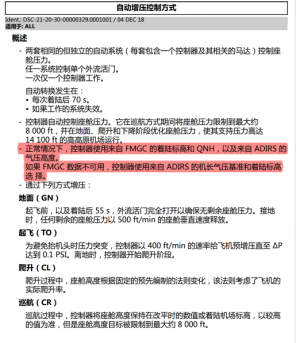 自动增压控制方式
Ident.: DSC-21-20-30-00000329.0001001 / 04 DEC 18
适用于: ALL
概述
- 两套相同的但独立的自动系统（每套包含一个控制器及其相关的马达）控制座
舱压力。
任一系统控制单个外流活门。
一次仅一个控制器工作。
自动转换发生在：
• 每次着陆后 70 s。
• 如果工作的系统失效。
- 控制器自动控制座舱压力。它在巡航方式期间将座舱压力限制到最大约
8 000 ft，并在地面、爬升和下降阶段优化座舱压力，使其支持压力高达
14 100 ft 的高高原机场运行。
- 正常情况下，控制器使用来自 FMGC 的着陆标高和 QNH，以及来自 ADIRS 的
气压高度。
如果 FMGC 数据不可用，控制器使用来自 ADIRS 的机长气压基准和着陆标高
选择。
- 通过下列方式增压：
地面（GN）
起飞前，以及着陆后 55 s，外流活门完全打开以确保无剩余座舱压力。接地
时，任何剩余的座舱压力以 500 ft/min 的座舱垂直速度释放。
起飞（TO）
为避免抬机头时压力突变，控制器以 400 ft/min 的速率给飞机预增压直至 ΔP
达到 0.1 PSI。离地时，控制器开始爬升阶段。
爬升（CL）
爬升过程中，座舱高度根据固定的预先编制的法则变化，该法则考虑了飞机的
实际爬升率。
巡航（CR）
巡航过程中，控制器将座舱高度保持在改平时的数值或着陆机场标高，以较高
的值为准，但是座舱高度目标被限制到最大约 8 000 ft。